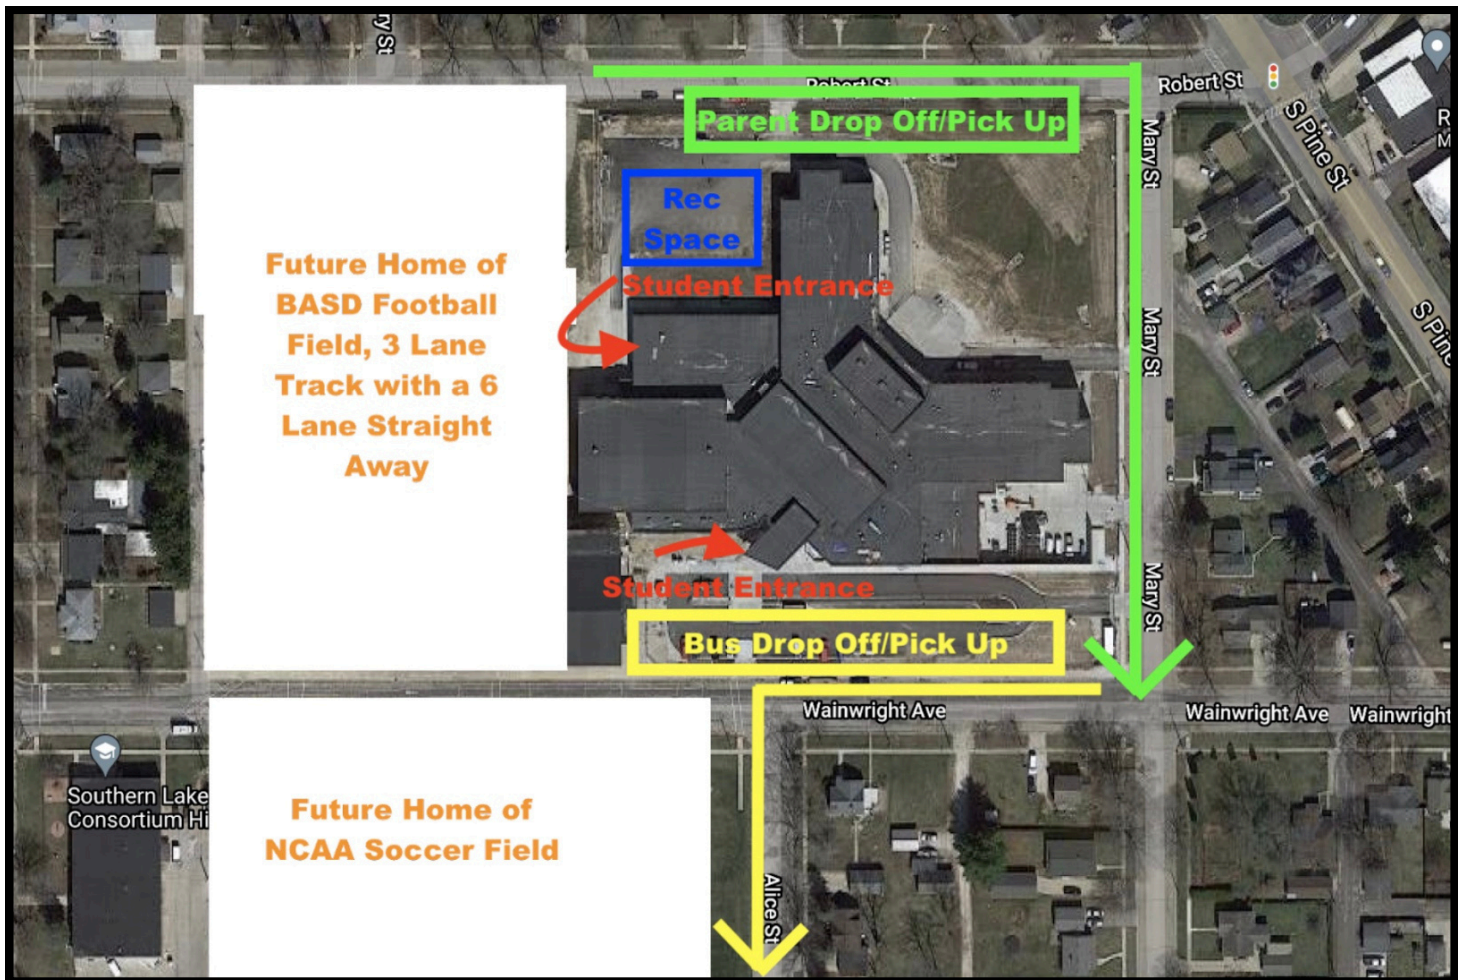 ry St
Robert St
Robert St
Parent Drop Off/Pick Up
Mary St
S Pine St
R
M
Rec
Space
Future Home of
BASD Football
Field, 3 Lane
Track with a 6
Lane Straight
Away
Student Entrance
Mary St
S Pine
Student Entrance
Mary St
Bus Drop Off/Pick Up
Wainwright Ave
Wainwright Ave
Wainwright
Southern Lake
Consortium Hi
Future Home of
NCAA Soccer Field
Alice St